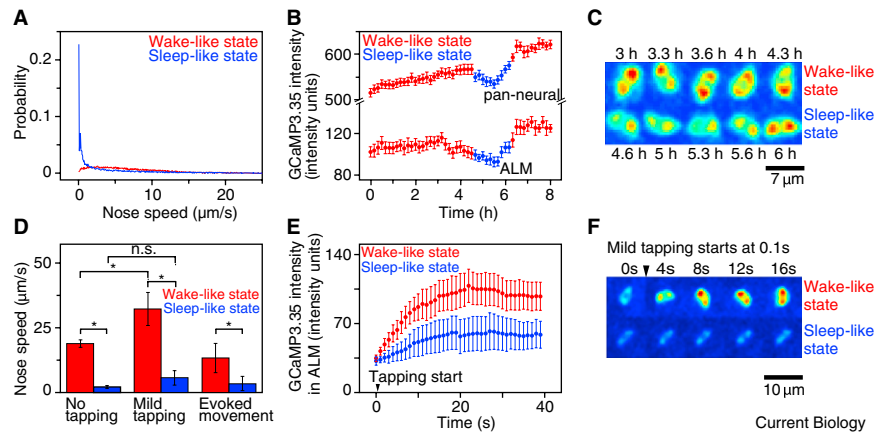 A
0.2
0.1
0
Probability
Wake-like state
Sleep-like state
0
10
20
Nose speed (µm/s)
B
600
500
120
80
GCaMP3.35 intensity
(intensity units)
Wake-like state
Sleep-like state
pan-neural
ALM
0
2
4
6
8
Time (h)
C
3 h
3.3 h
3.6 h
4 h
4.3 h
Wake-like
state
Sleep-like
state
4.6 h
5 h
5.3 h
5.6 h
6 h
7 µm
D
50
25
0
Nose speed (µm/s)
n.s.
*
*
Wake-like state
Sleep-like state
*
*
No
tapping
Mild
tapping
Evoked
movement
E
140
70
0
GCaMP3.35 intensity
in ALM (intensity units)
Wake-like state
Sleep-like state
Tapping start
0
20
40
Time (s)
F
Mild tapping starts at 0.1s
0s
4s
8s
12s
16s
Wake-like
state
Sleep-like
state
10 µm
Current Biology